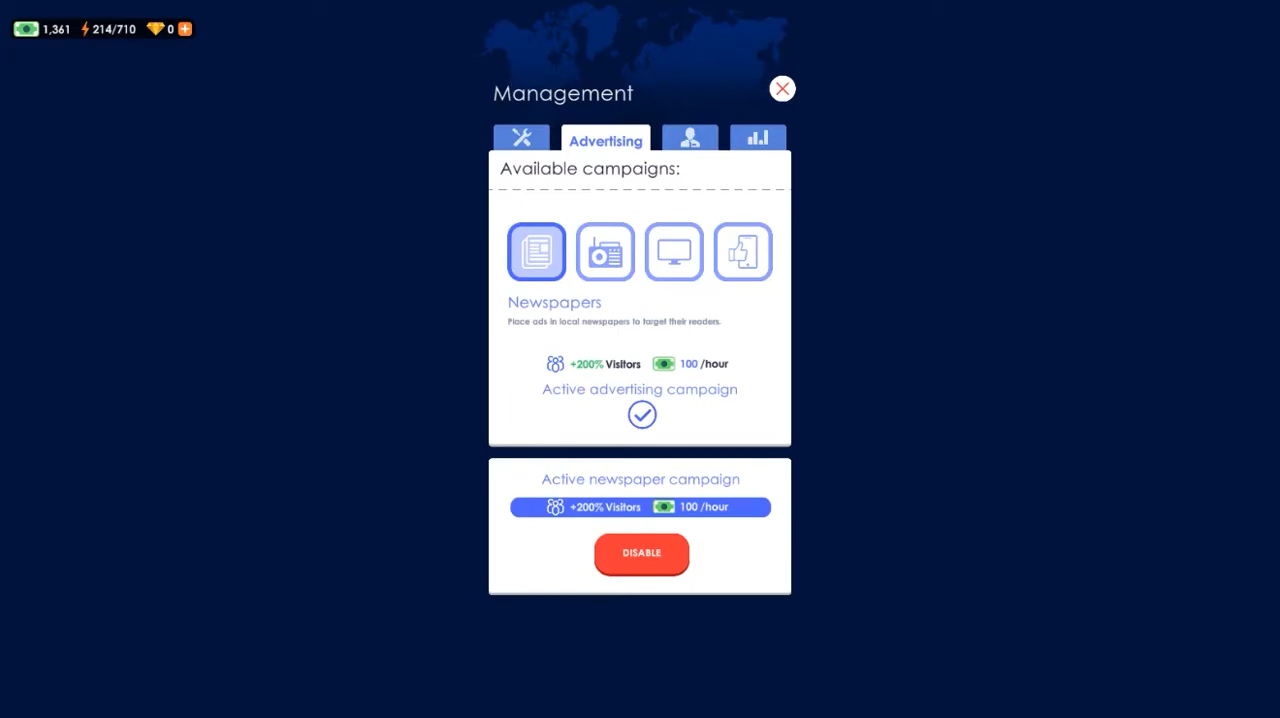 1,361 214/710 0
Management
Advertising
Available campaigns:
Newspapers
Place ads in local newspapers to target their readers.
+200% Visitors 100 /hour
Active advertising campaign
Active newspaper campaign
+200% Visitors 100 /hour
DISABLE